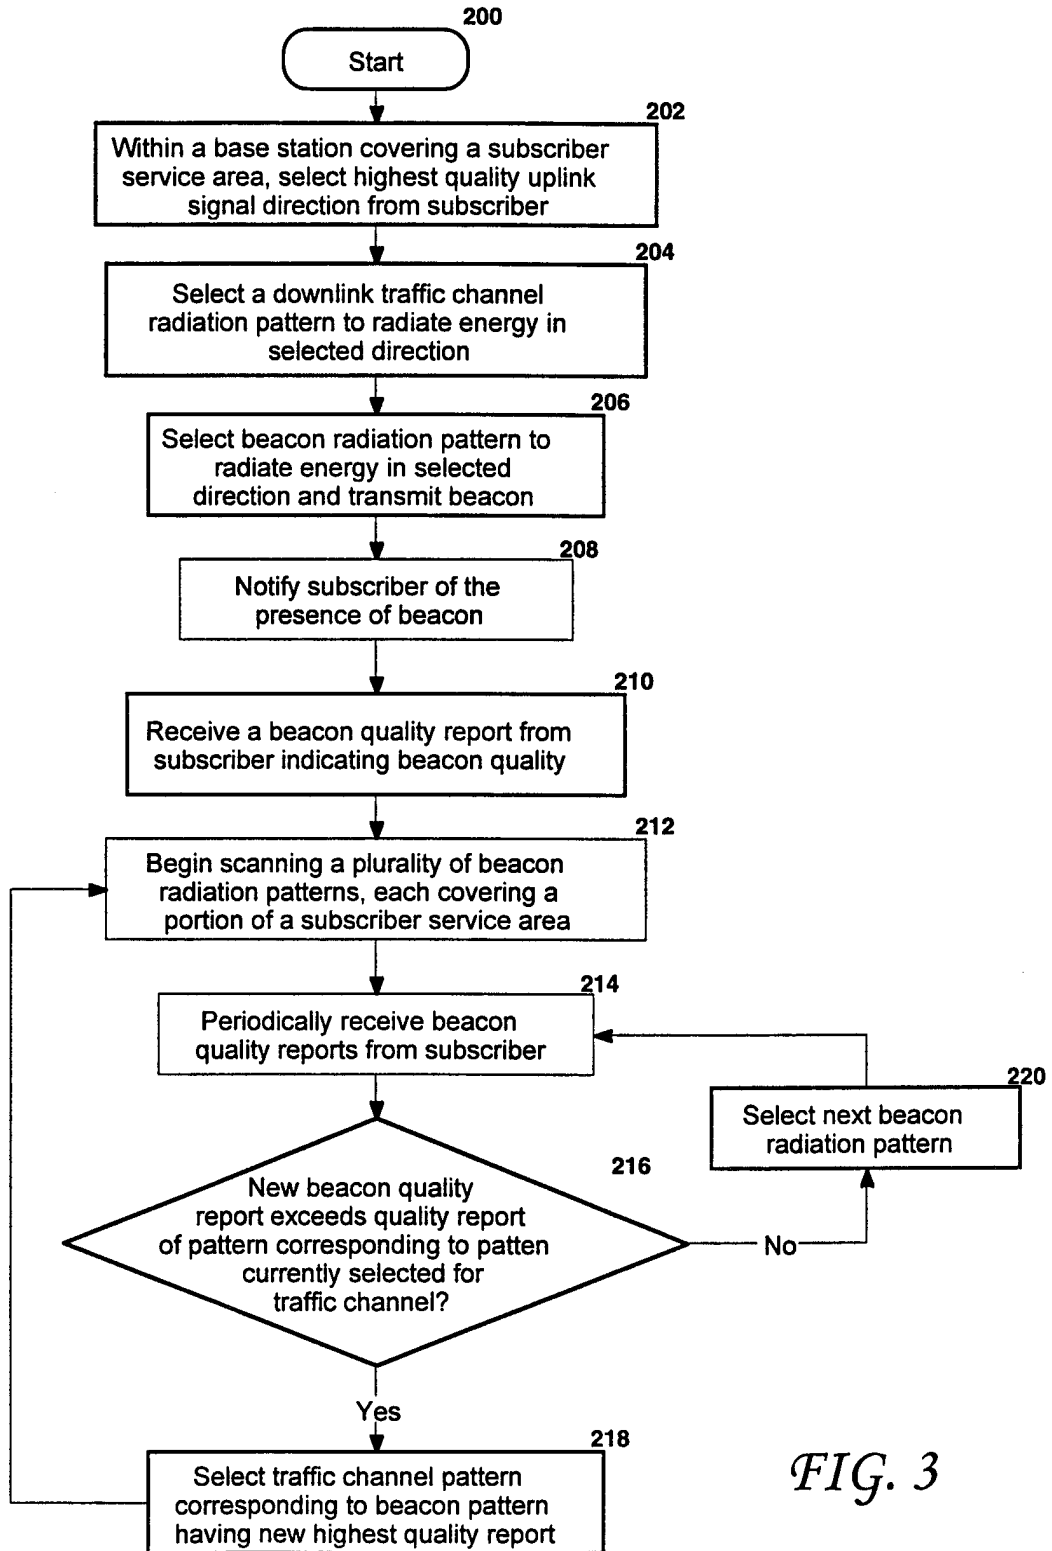 200
Start
202
Within a base station covering a subscriber
service area, select highest quality uplink
signal direction from subscriber
204
Select a downlink traffic channel
radiation pattern to radiate energy in
selected direction
206
Select beacon radiation pattern to
radiate energy in selected
direction and transmit beacon
208
Notify subscriber of the
presence of beacon
210
Receive a beacon quality report from
subscriber indicating beacon quality
212
Begin scanning a plurality of beacon
radiation patterns, each covering a
portion of a subscriber service area
214
Periodically receive beacon
quality reports from subscriber
220
Select next beacon
radiation pattern
216
New beacon quality
report exceeds quality report
of pattern corresponding to patten
currently selected for
traffic channel?
No
Yes
218
Select traffic channel pattern
corresponding to beacon pattern
having new highest quality report
FIG. 3